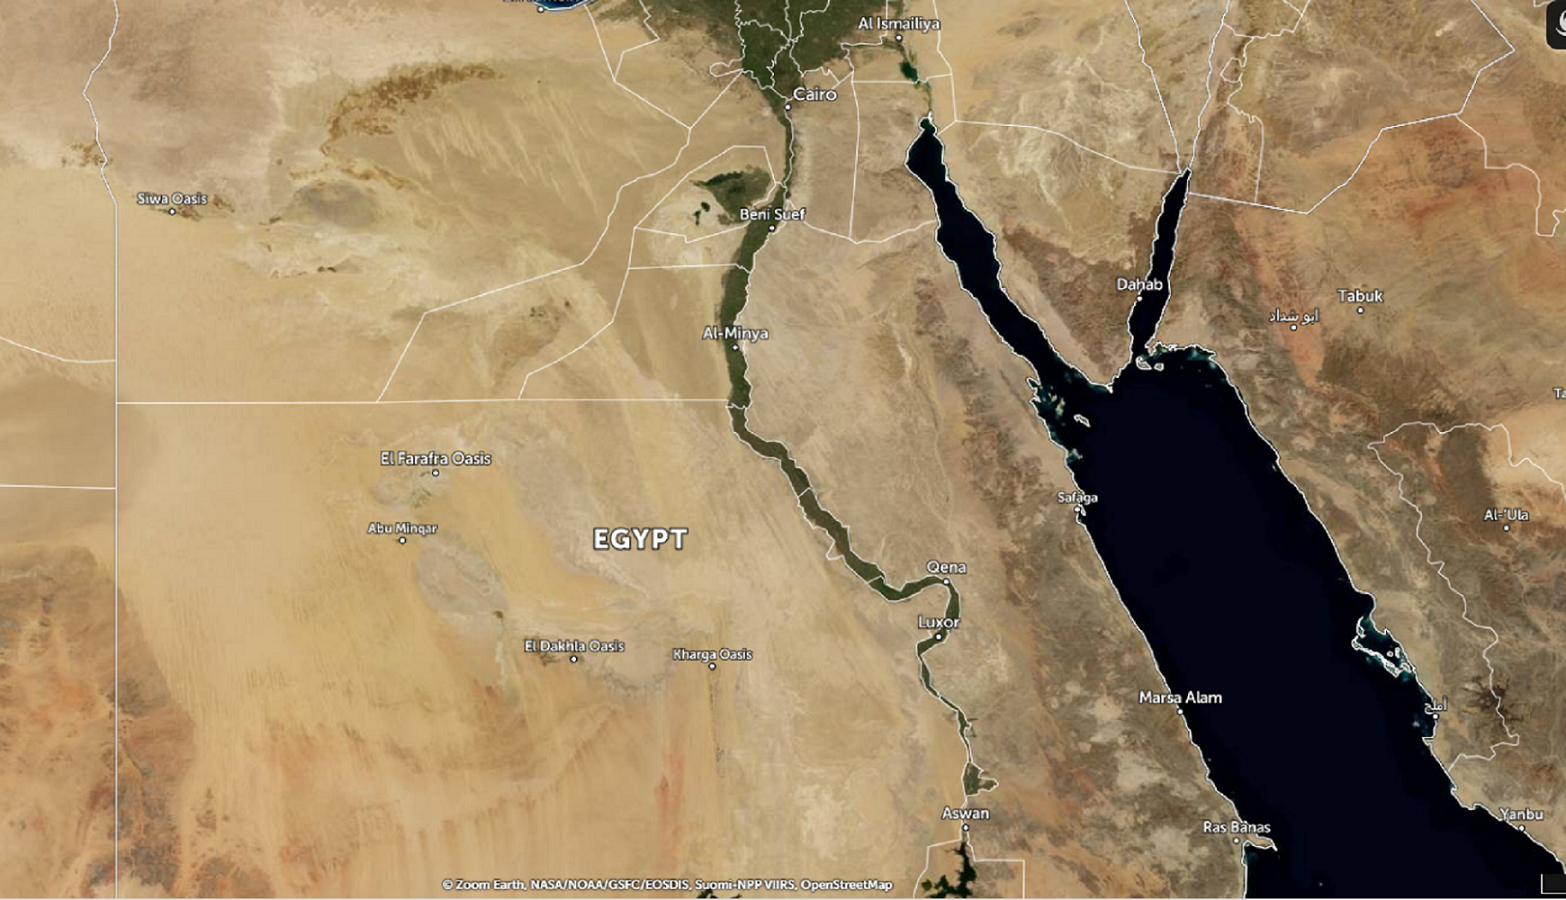 Al Ismailiya
Cairo
Siwa Oasis
Beni Suef
Dahab
Tabuk
ابو شداد
Al-Minya
El Farafra Oasis
Safaga
Al-'Ula
Abu Minqar
EGYPT
Qena
Luxor
El Dakhla Oasis
Kharga Oasis
Marsa Alam
أملج
Aswan
Yanbu
Ras Banas
© Zoom Earth, NASA/NOAA/GSFC/EOSDIS, Suomi-NPP VIIRS, OpenStreetMap